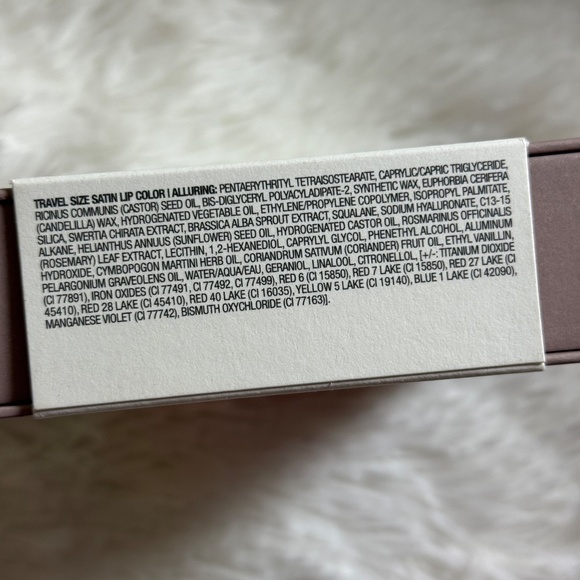 TRAVEL SIZE SATIN LIP COLOR | ALLURING: PENTAERYTHRITYL TETRAISOSTEARATE, CAPRYLIC/CAPRIC TRIGLYCERIDE,
RICINUS COMMUNIS (CASTOR) SEED OIL, BIS-DIGLYCERYL POLYACYLADIPATE-2, SYNTHETIC WAX, EUPHORBIA CERIFERA
(CANDELILLA) WAX, HYDROGENATED VEGETABLE OIL, ETHYLENE/PROPYLENE COPOLYMER, ISOPROPYL PALMITATE,
SILICA, SWERTIA CHIRATA EXTRACT, BRASSICA ALBA SPROUT EXTRACT, SQUALANE, SODIUM HYALURONATE, C13-15
ALKANE, HELIANTHUS ANNUUS (SUNFLOWER) SEED OIL, HYDROGENATED CASTOR OIL, ROSMARINUS OFFICINALIS
(ROSEMARY) LEAF EXTRACT, LECITHIN, 1,2-HEXANEDIOL, CAPRYLYL GLYCOL, PHENETHYL ALCOHOL, ALUMINUM
HYDROXIDE, CYMBOPOGON MARTINI HERB OIL, CORIANDRUM SATIVUM (CORIANDER) FRUIT OIL, ETHYL VANILLIN,
PELARGONIUM GRAVEOLENS OIL, WATER/AQUA/EAU, GERANIOL, LINALOOL, CITRONELLOL, [+/-: TITANIUM DIOXIDE
(CI 77891), IRON OXIDES (CI 77491, CI 77492, CI 77499), RED 6 (CI 15850), RED 7 LAKE (CI 15850), RED 27 LAKE (CI
45410), RED 28 LAKE (CI 45410), RED 40 LAKE (CI 16035), YELLOW 5 LAKE (CI 19140), BLUE 1 LAKE (CI 42090),
MANGANESE VIOLET (CI 77742), BISMUTH OXYCHLORIDE (CI 77163)].